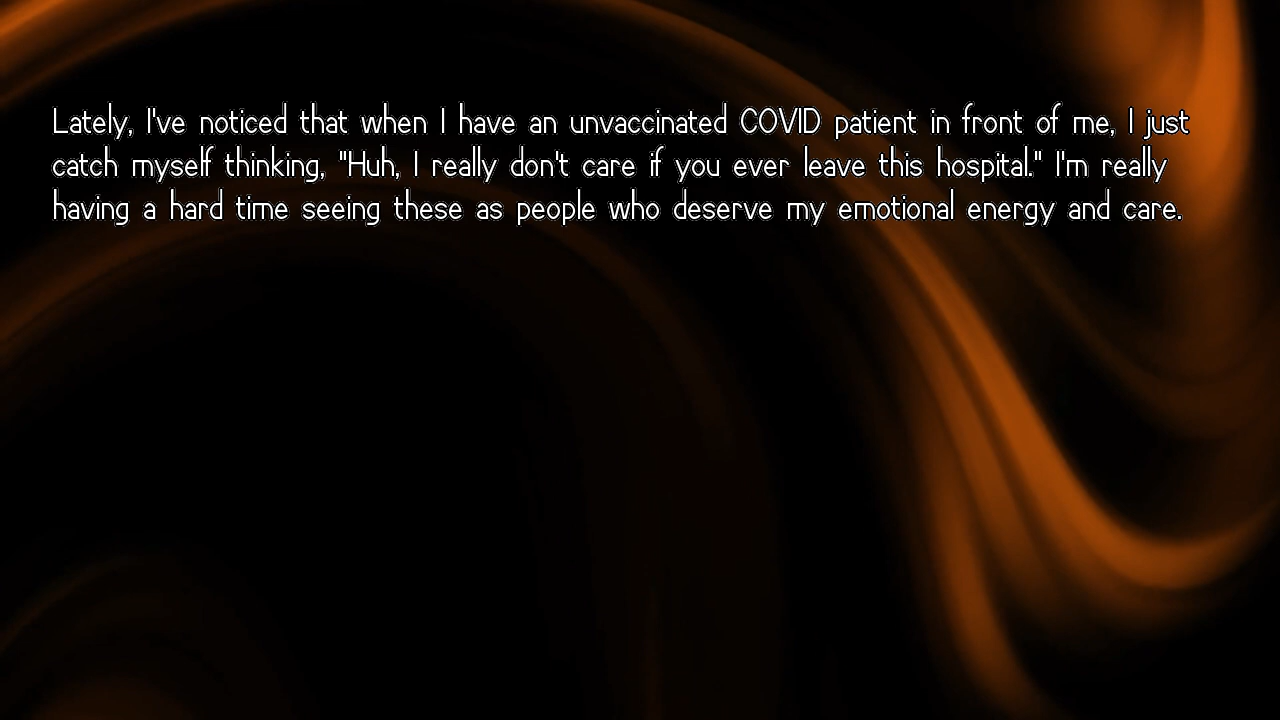 Lately, I've noticed that when I have an unvaccinated COVID patient in front of me, I just
catch myself thinking, "Huh, I really don't care if you ever leave this hospital." I'm really
having a hard time seeing these as people who deserve my emotional energy and care.